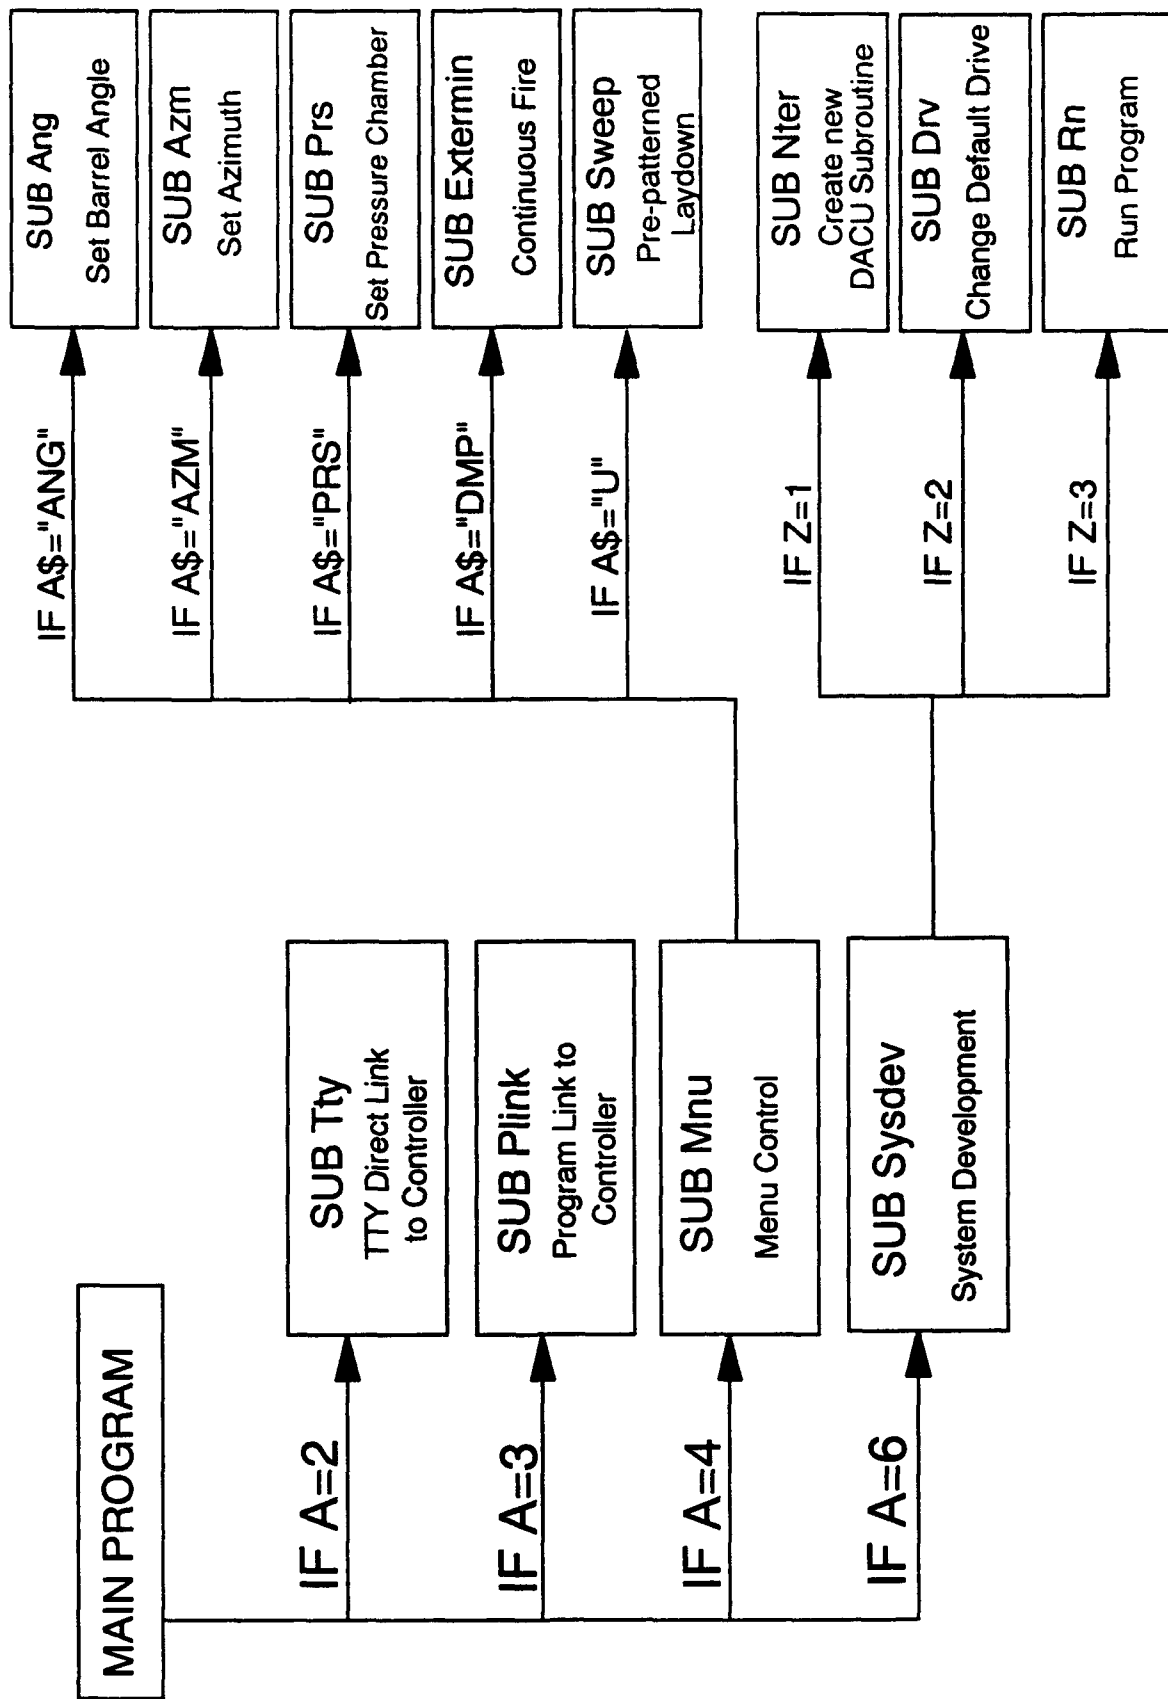 MAIN PROGRAM
IF A=2
SUB Tty
TTY Direct Link
to Controller
IF A=3
SUB Plink
Program Link to
Controller
IF A=4
SUB Mnu
Menu Control
IF A=6
SUB Sysdev
System Development
IF A$="ANG"
SUB Ang
Set Barrel Angle
IF A$="AZM"
SUB Azm
Set Azimuth
IF A$="PRS"
SUB Prs
Set Pressure Chamber
IF A$="DMP"
SUB Extermin
Continuous Fire
IF A$="U"
SUB Sweep
Pre-patterned
Laydown
IF Z=1
SUB Nter
Create new
DACU Subroutine
IF Z=2
SUB Drv
Change Default Drive
IF Z=3
SUB Rn
Run Program